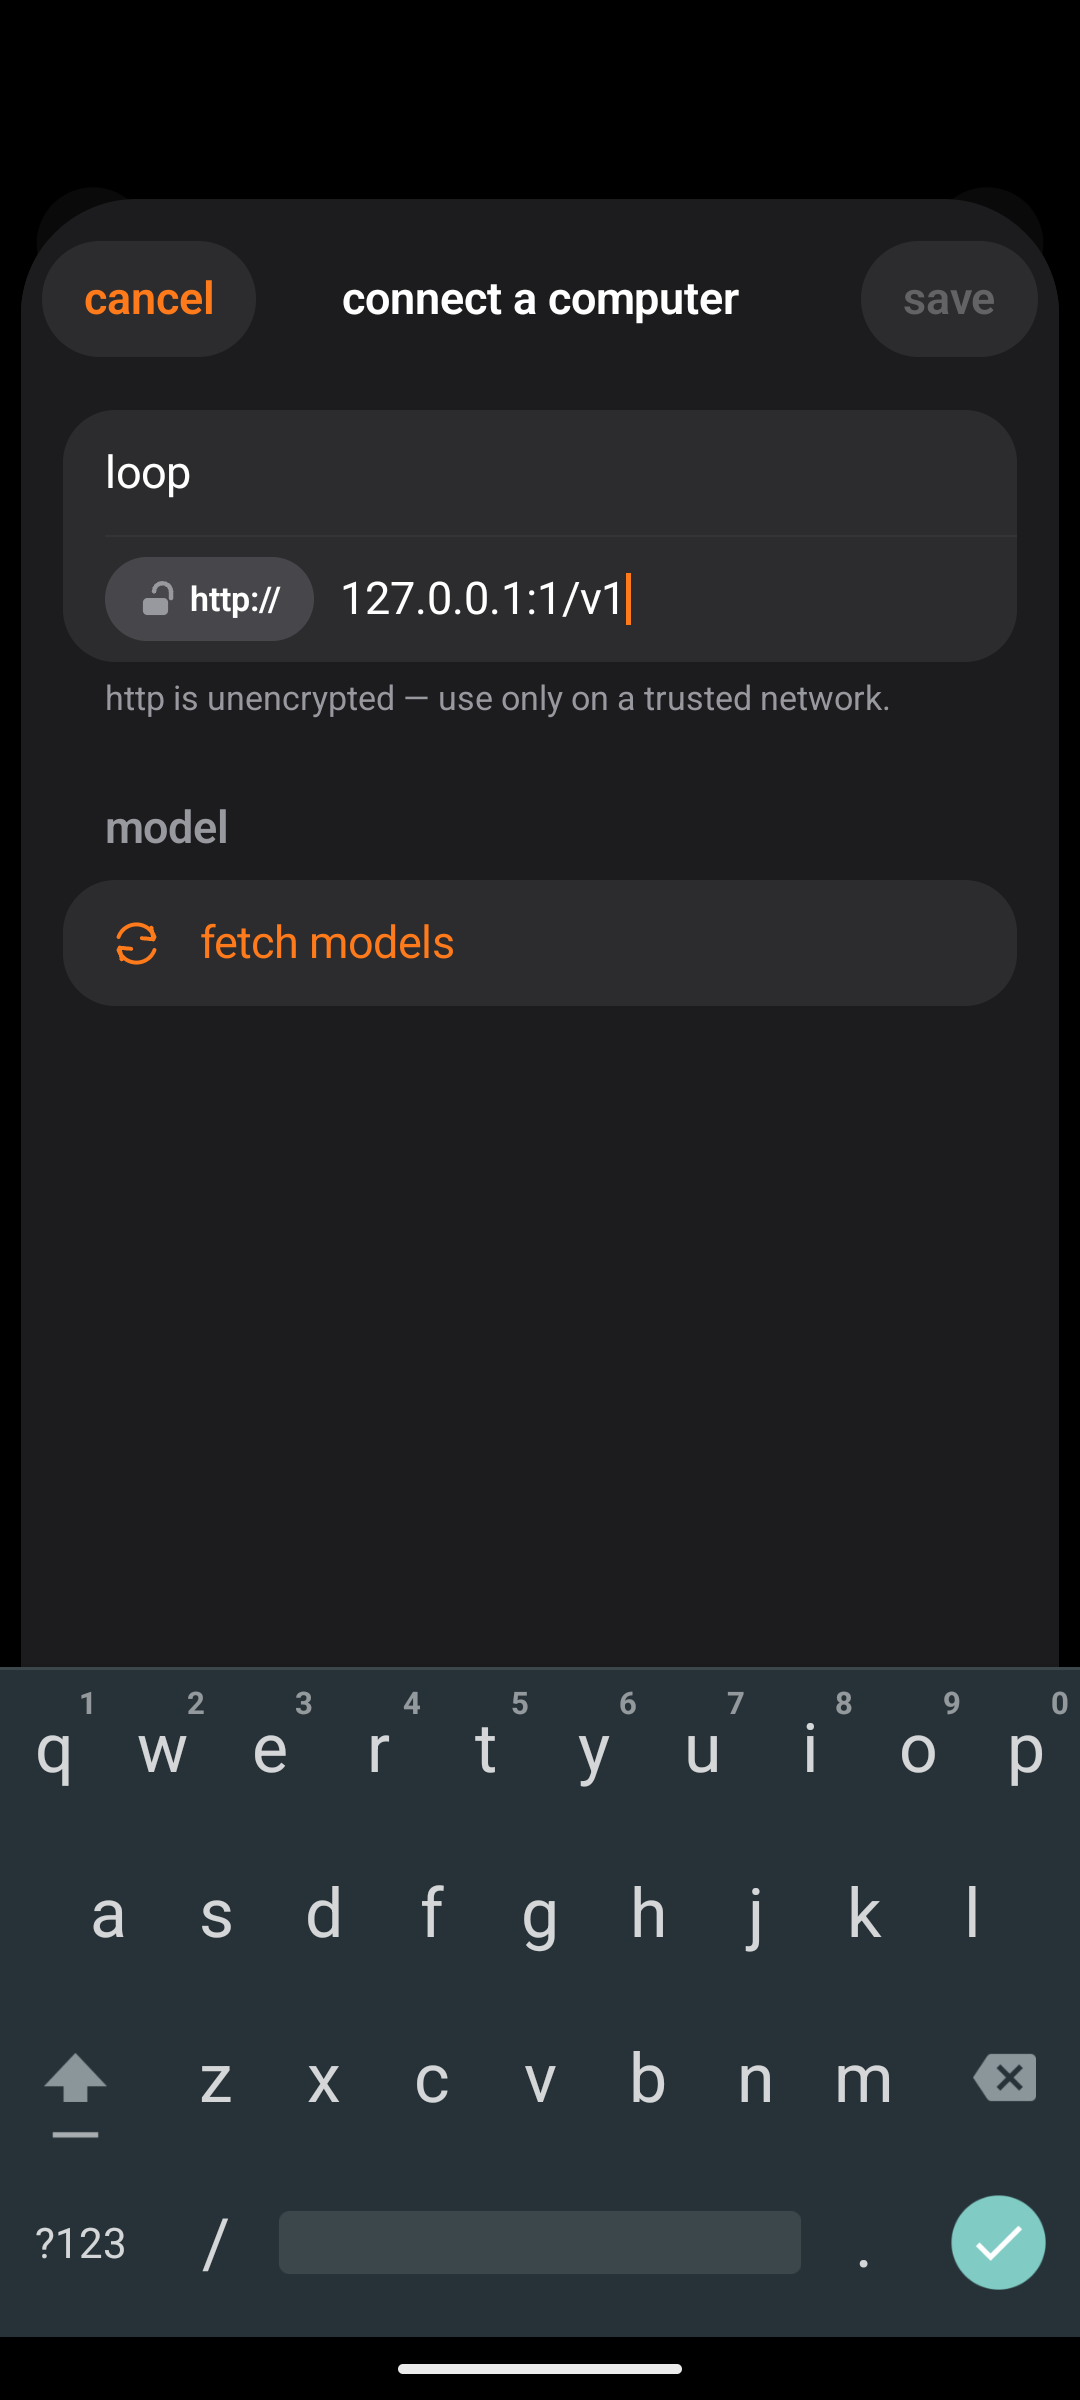 cancel
connect a computer
save
loop
http://
127.0.0.1:1/v1
http is unencrypted — use only on a trusted network.
model
fetch models
1 2 3 4 5 6 7 8 9 0
q w e r t y u i o p
a s d f g h j k l
z x c v b n m
?123 / .